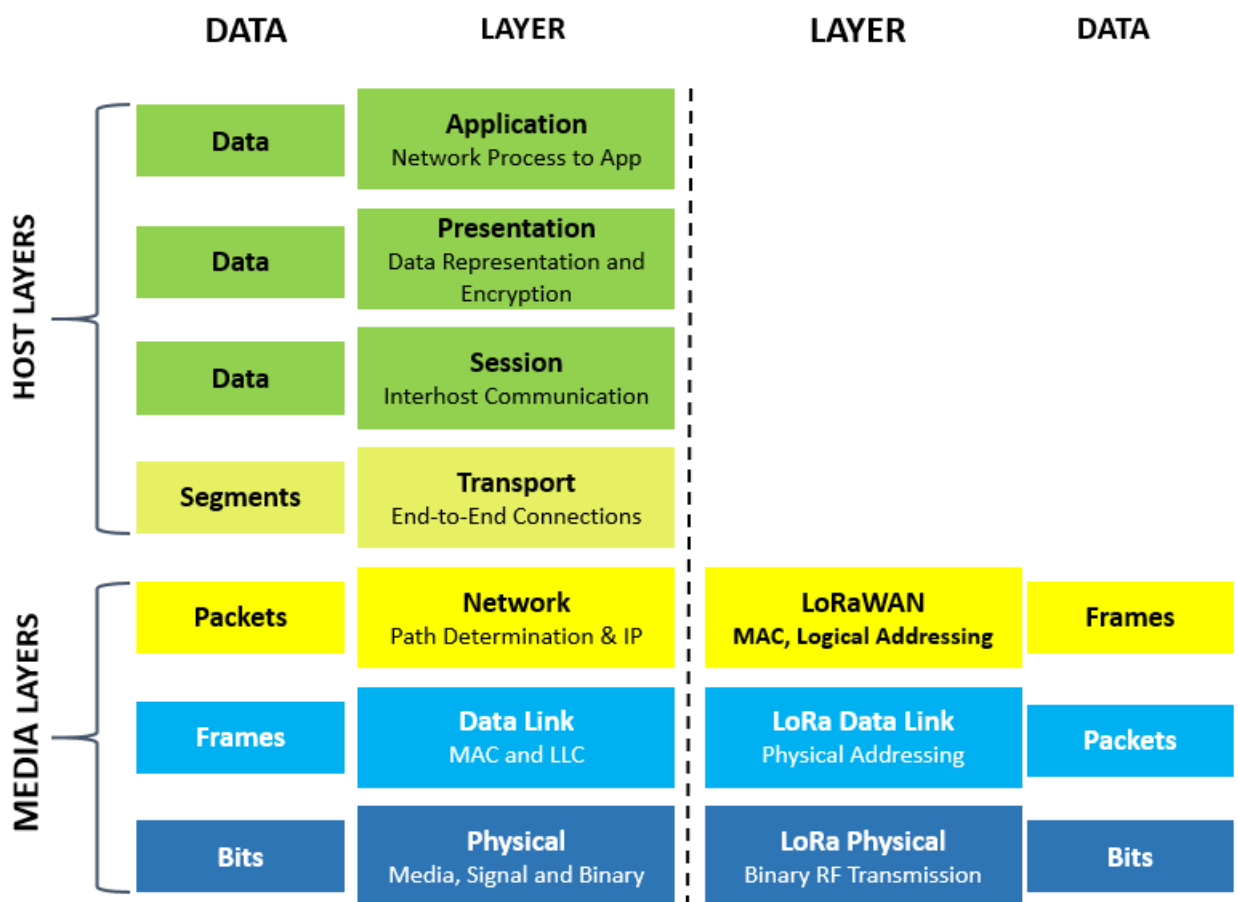 DATA LAYER LAYER DATA
HOST LAYERS
Data
Application
Network Process to App
Data
Presentation
Data Representation and
Encryption
Data
Session
Interhost Communication
Segments
Transport
End-to-End Connections
MEDIA LAYERS
Packets
Network
Path Determination & IP
LoRaWAN
MAC, Logical Addressing
Frames
Frames
Data Link
MAC and LLC
LoRa Data Link
Physical Addressing
Packets
Bits
Physical
Media, Signal and Binary
LoRa Physical
Binary RF Transmission
Bits